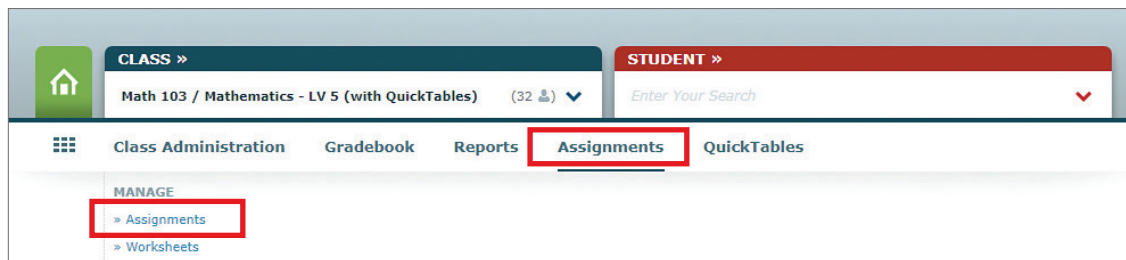 CLASS »
Math 103 / Mathematics - LV 5 (with QuickTables) (32)
STUDENT »
Enter Your Search
Class Administration Gradebook Reports Assignments QuickTables
MANAGE
» Assignments
» Worksheets